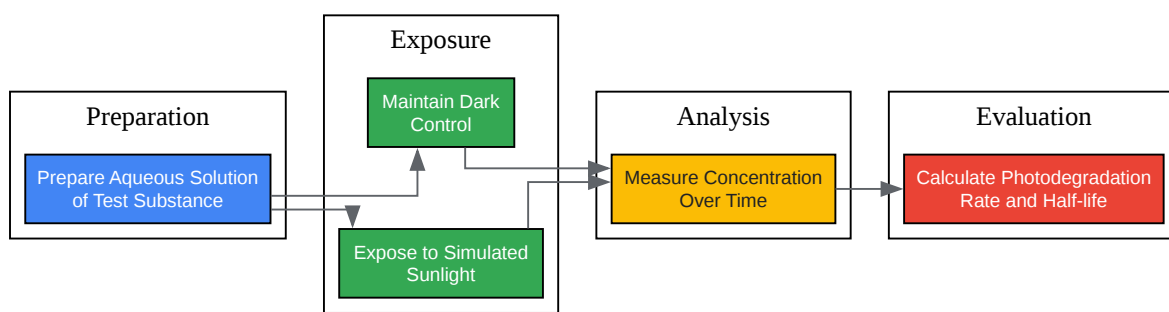 Preparation
Prepare Aqueous Solution
of Test Substance
Exposure
Maintain Dark
Control
Expose to Simulated
Sunlight
Analysis
Measure Concentration
Over Time
Evaluation
Calculate Photodegradation
Rate and Half-life